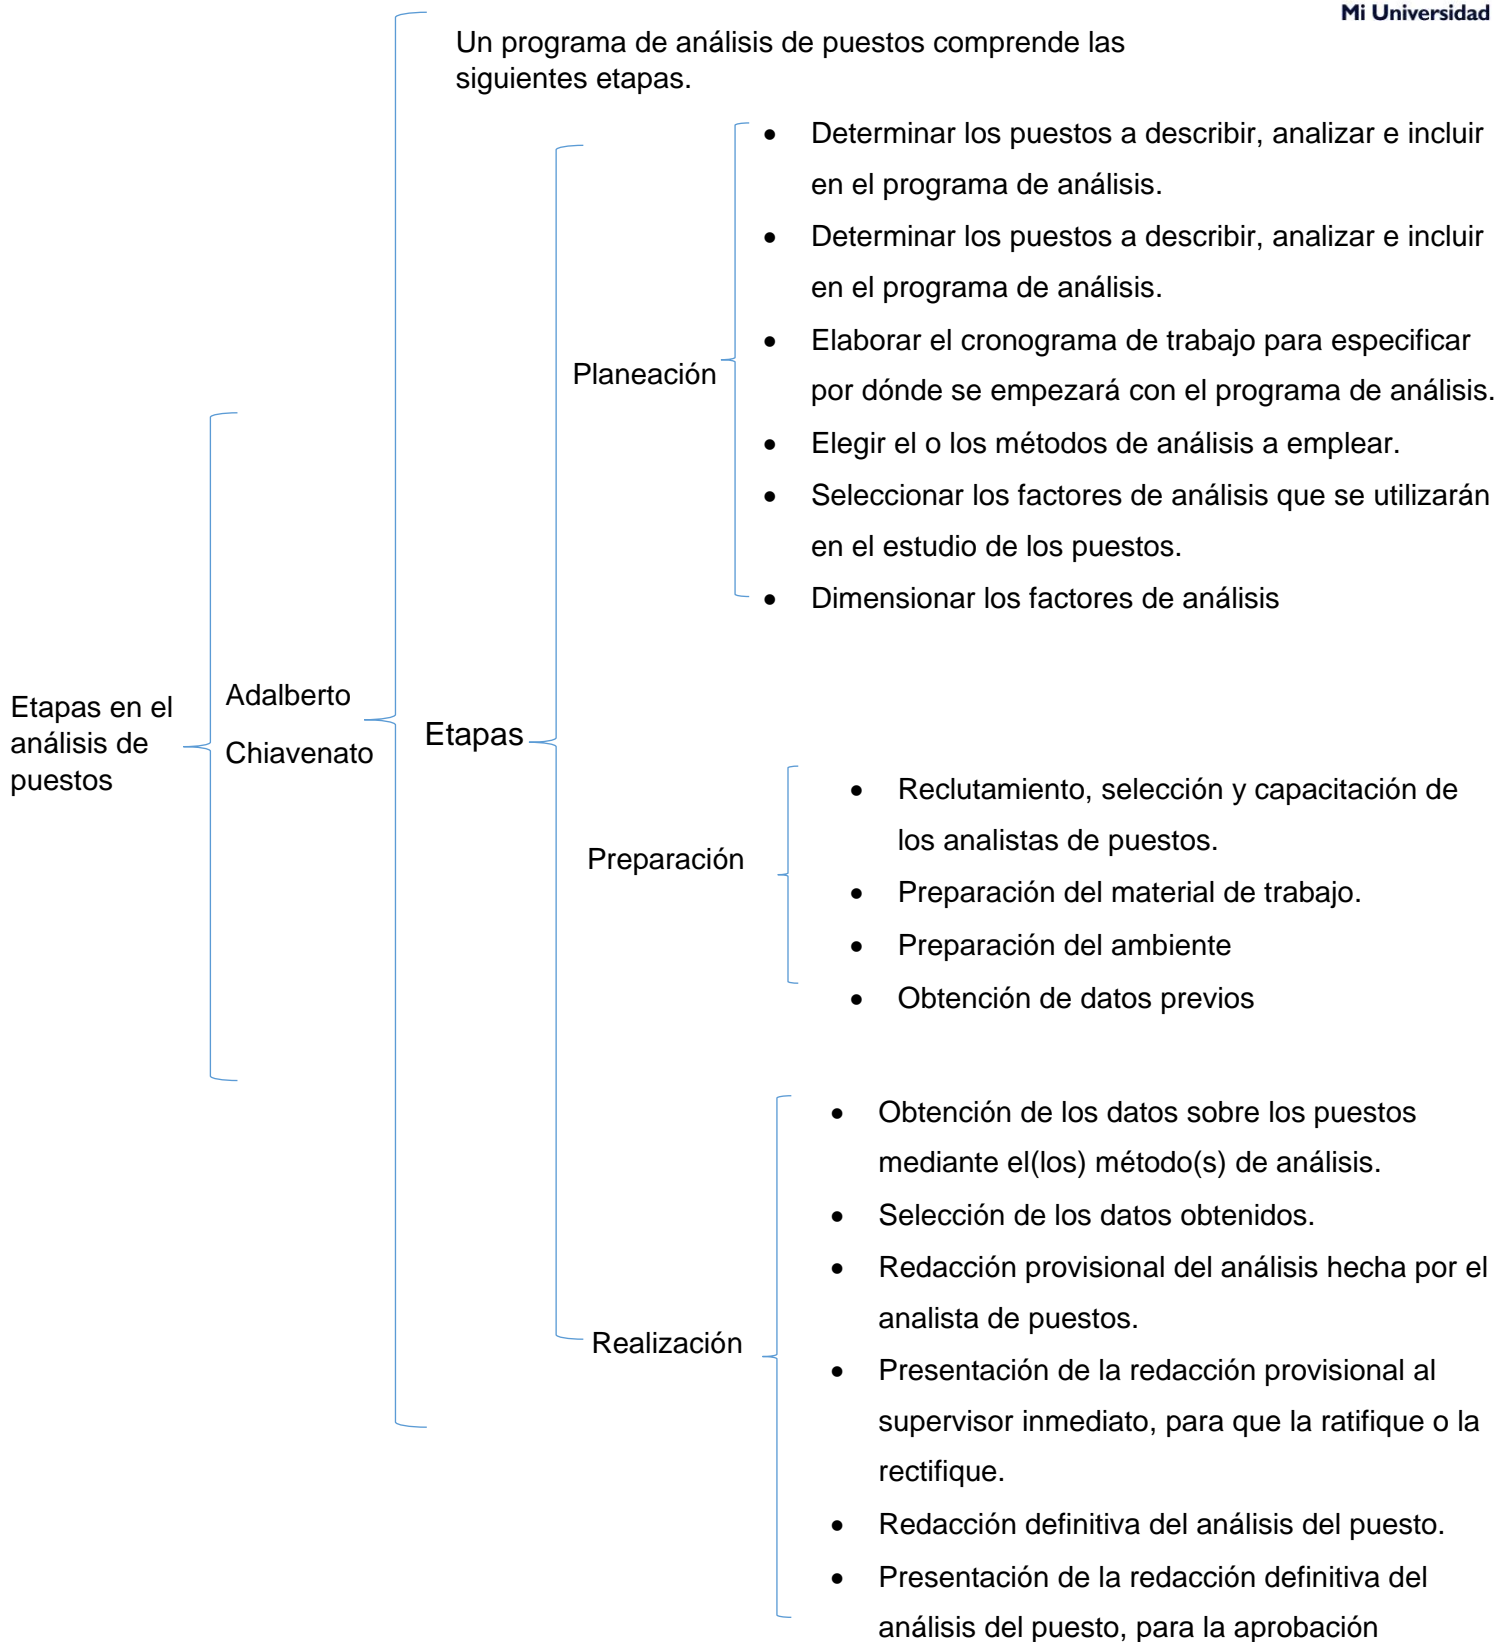 Mi Universidad
Un programa de análisis de puestos comprende las
siguientes etapas.
Etapas en el
análisis de
puestos
Adalberto
Chiavenato
Etapas
Planeación
• Determinar los puestos a describir, analizar e incluir
en el programa de análisis.
• Determinar los puestos a describir, analizar e incluir
en el programa de análisis.
• Elaborar el cronograma de trabajo para especificar
por dónde se empezará con el programa de análisis.
• Elegir el o los métodos de análisis a emplear.
• Seleccionar los factores de análisis que se utilizarán
en el estudio de los puestos.
• Dimensionar los factores de análisis
Preparación
• Reclutamiento, selección y capacitación de
los analistas de puestos.
• Preparación del material de trabajo.
• Preparación del ambiente
• Obtención de datos previos
Realización
• Obtención de los datos sobre los puestos
mediante el(los) método(s) de análisis.
• Selección de los datos obtenidos.
• Redacción provisional del análisis hecha por el
analista de puestos.
• Presentación de la redacción provisional al
supervisor inmediato, para que la ratifique o la
rectifique.
• Redacción definitiva del análisis del puesto.
• Presentación de la redacción definitiva del
análisis del puesto, para la aprobación